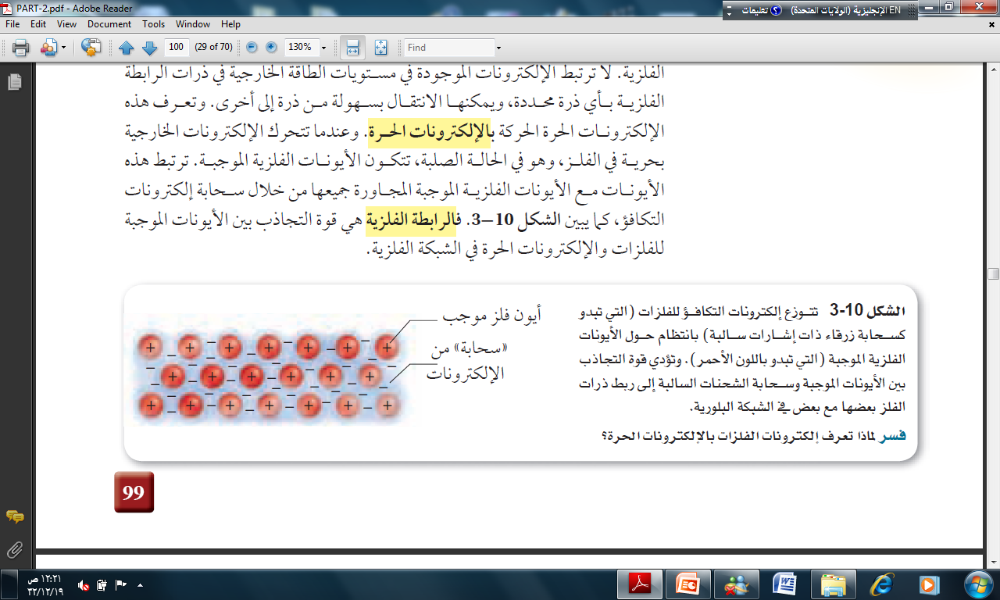 PART-2.pdf - Adobe Reader
EN الإنجليزية (الولايات المتحدة) تعليمات
File Edit View Document Tools Window Help
100 (29 of 70) 130% Find
الفلزية. لا ترتبط الإلكترونات الموجودة في مستويات الطاقة الخارجية في ذرات الرابطة
الفلزية بأي ذرة محددة، ويمكنها الانتقال بسهولة من ذرة إلى أخرى. وتعرف هذه
الإلكترونات الحرة الحركة بالإلكترونات الحرة. وعندما تتحرك الإلكترونات الخارجية
بحرية في الفلز، وهو في الحالة الصلبة، تتكون الأيونات الفلزية الموجبة. ترتبط هذه
الأيونات مع الأيونات الفلزية الموجبة المجاورة جميعها من خلال سحابة إلكترونات
التكافؤ، كما يبين الشكل 10–3. فالرابطة الفلزية هي قوة التجاذب بين الأيونات الموجبة
للفلزات والإلكترونات الحرة في الشبكة الفلزية.
الشكل 10-3 تتوزع إلكترونات التكافؤ للفلزات (التي تبدو
كسحابة زرقاء ذات إشارات سالبة) بانتظام حول الأيونات
الفلزية الموجبة (التي تبدو باللون الأحمر). وتؤدي قوة التجاذب
بين الأيونات الموجبة وسحابة الشحنات السالبة إلى ربط ذرات
الفلز بعضها مع بعض في الشبكة البلورية.
فسر لماذا تعرف إلكترونات الفلزات بالإلكترونات الحرة؟
أيون فلز موجب
«سحابة» من
الإلكترونات
99
١٢:٢١ ص
٣٢/١٢/١٩